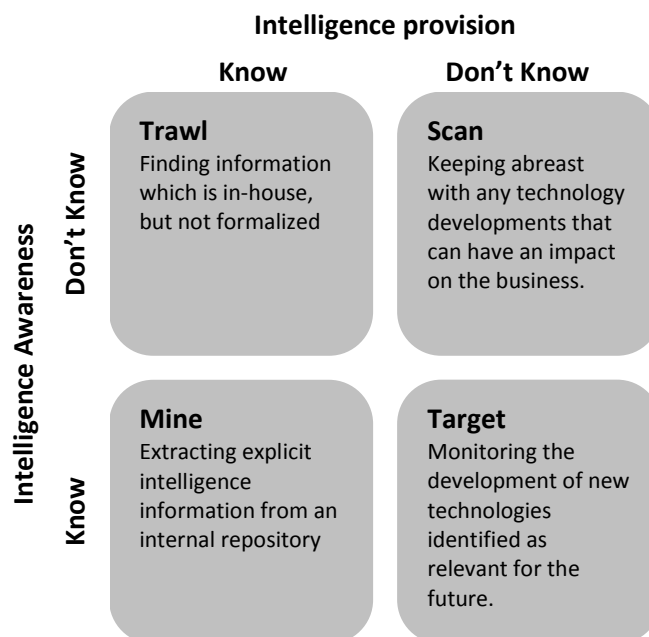 Intelligence provision
Know
Don’t Know
Intelligence Awareness
Don’t Know
Trawl
Finding information
which is in-house,
but not formalized
Scan
Keeping abreast
with any technology
developments that
can have an impact
on the business.
Know
Mine
Extracting explicit
intelligence
information from an
internal repository
Target
Monitoring the
development of new
technologies
identified as
relevant for the
future.